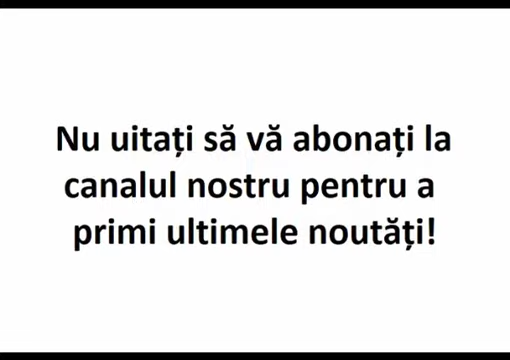 Nu uitați să vă abonați la
canalul nostru pentru a
primi ultimele noutăți!